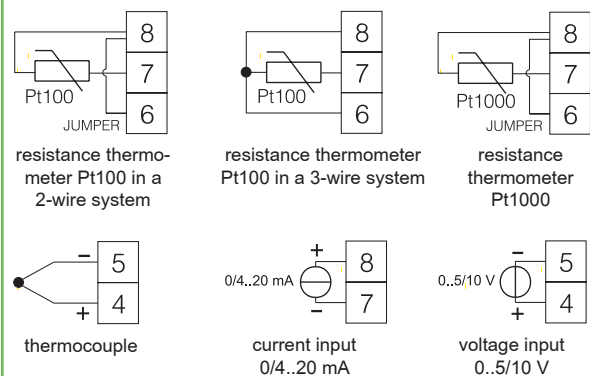 8
7
6
Pt100
JUMPER
resistance thermo-
meter Pt100 in a
2-wire system
8
7
6
Pt100
resistance thermometer
Pt100 in a 3-wire system
8
7
6
Pt1000
JUMPER
resistance
thermometer
Pt1000
−
5
4
+
thermocouple
+
8
0/4..20 mA
7
−
current input
0/4..20 mA
−
5
0..5/10 V
4
+
voltage input
0..5/10 V